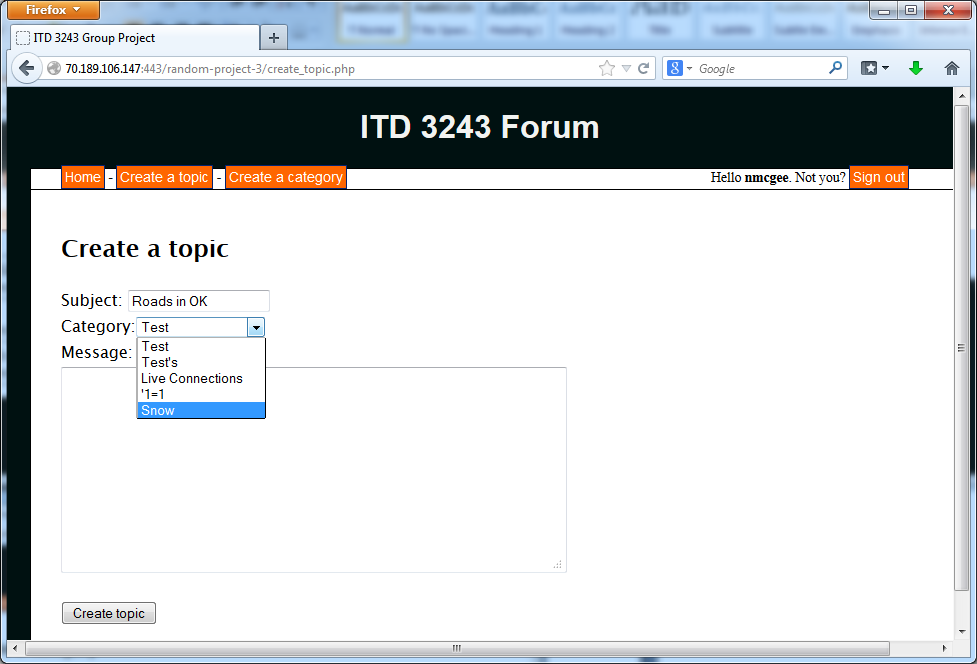 Firefox
ITD 3243 Group Project
70.189.106.147:443/random-project-3/create_topic.php
Google
ITD 3243 Forum
Home - Create a topic - Create a category
Hello nmcgee. Not you? Sign out
Create a topic
Subject: Roads in OK
Category: Test
Message:
Test
Test's
Live Connections
'1=1
Snow
Create topic